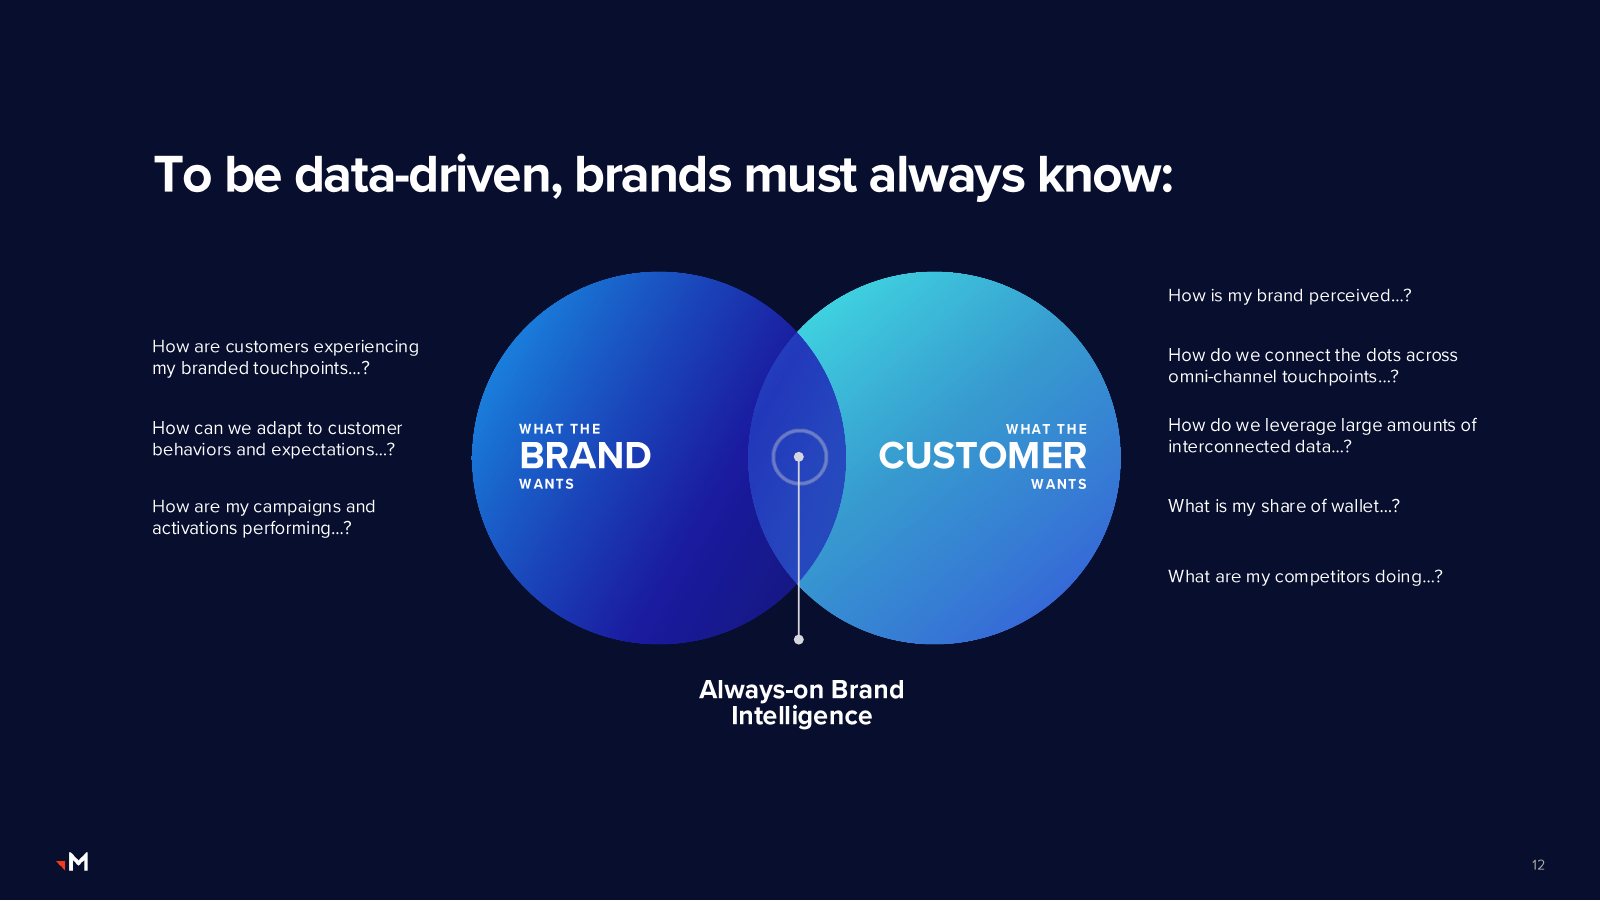 To be data-driven, brands must always know:
How are customers experiencing
my branded touchpoints...?
How can we adapt to customer
behaviors and expectations...?
How are my campaigns and
activations performing...?
WHAT THE
BRAND
WANTS
WHAT THE
CUSTOMER
WANTS
How is my brand perceived...?
How do we connect the dots across
omni-channel touchpoints...?
How do we leverage large amounts of
interconnected data...?
What is my share of wallet...?
What are my competitors doing...?
Always-on Brand
Intelligence
M
12